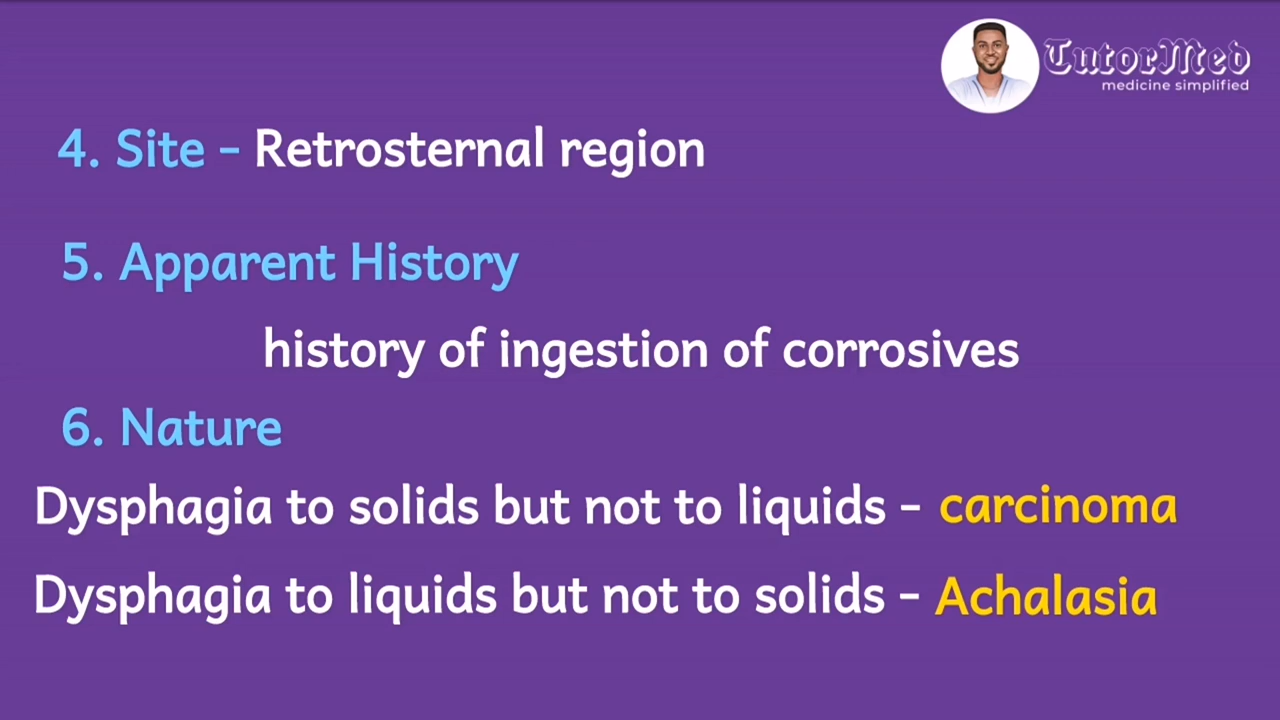 TutorMed
medicine simplified
4. Site - Retrosternal region
5. Apparent History
history of ingestion of corrosives
6. Nature
Dysphagia to solids but not to liquids - carcinoma
Dysphagia to liquids but not to solids - Achalasia